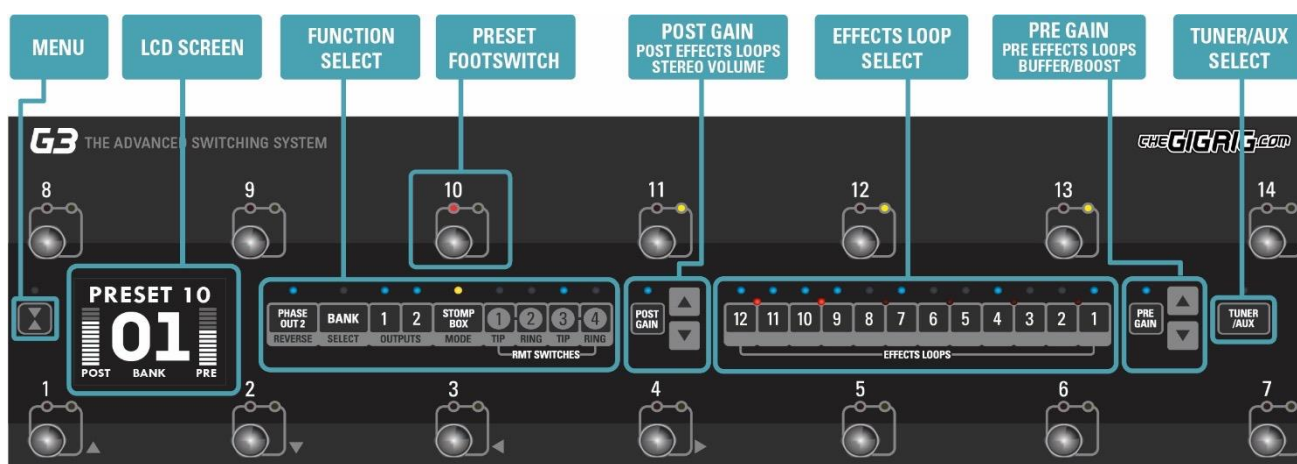 MENU
LCD SCREEN
FUNCTION
SELECT
PRESET
FOOTSWITCH
POST GAIN
POST EFFECTS LOOPS
STEREO VOLUME
EFFECTS LOOP
SELECT
PRE GAIN
PRE EFFECTS LOOPS
BUFFER/BOOST
TUNER/AUX
SELECT
G3 THE ADVANCED SWITCHING SYSTEM
THEGIGRIG.COM
8 9 10 11 12 13 14
PRESET 10
01
POST BANK PRE
PHASE
OUT 2
REVERSE
BANK
SELECT
1 2
OUTPUTS
STOMP
BOX
MODE
1 2 3 4
TIP RING TIP RING
RMT SWITCHES
POST
GAIN
12 11 10 9 8 7 6 5 4 3 2 1
EFFECTS LOOPS
PRE
GAIN
TUNER
/AUX
1 2 3 4 5 6 7